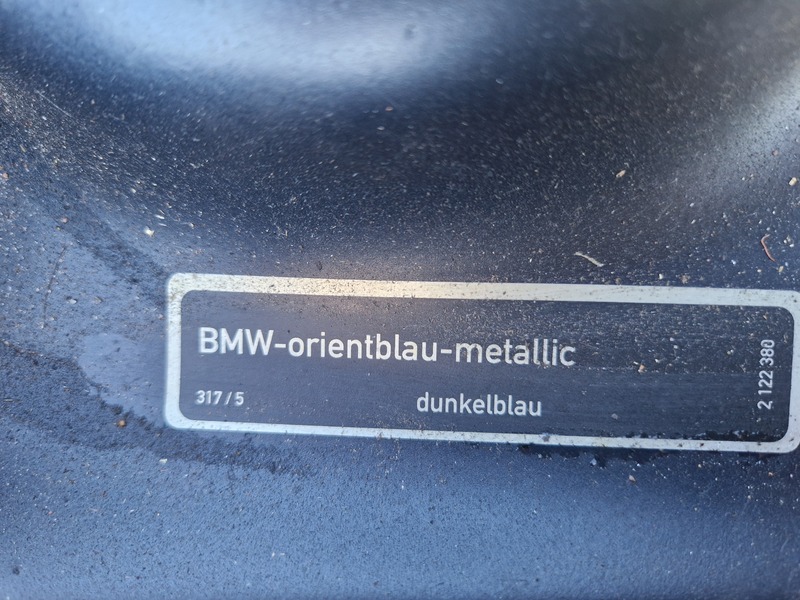 BMW-orientblau-metallic
317/5 dunkelblau
2 122 380